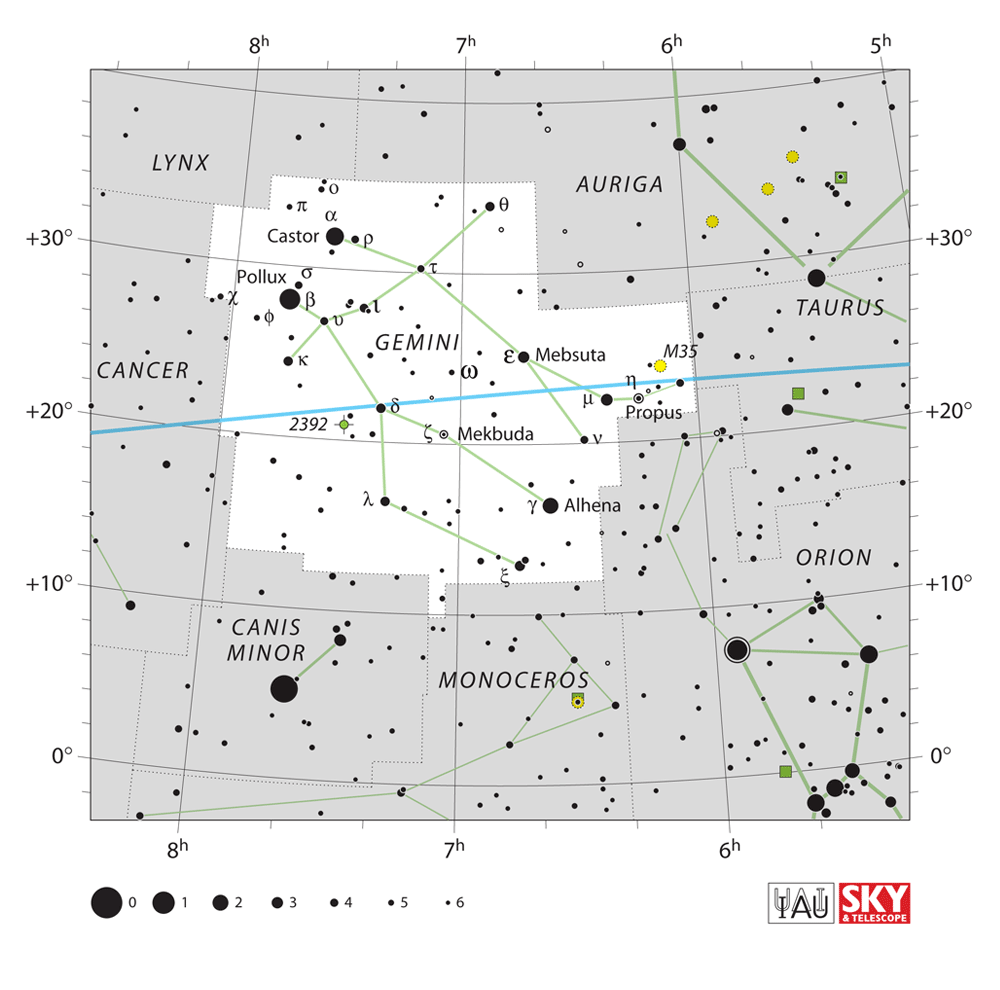 8h 7h 6h 5h
LYNX
AURIGA
ο
π
α
θ
Castor
ρ
+30° +30°
τ
σ
Pollux
χ
β
ι
TAURUS
φ
υ
GEMINI
M35
κ
ε Mebsuta
CANCER
ω
η
μ
Propus
+20° +20°
δ
2392
ζ Mekbuda
ν
λ
γ Alhena
ORION
ξ
+10° +10°
CANIS
MINOR
MONOCEROS
0° 0°
8h 7h 6h
0 1 2 3 4 5 6
IAU
SKY
& TELESCOPE